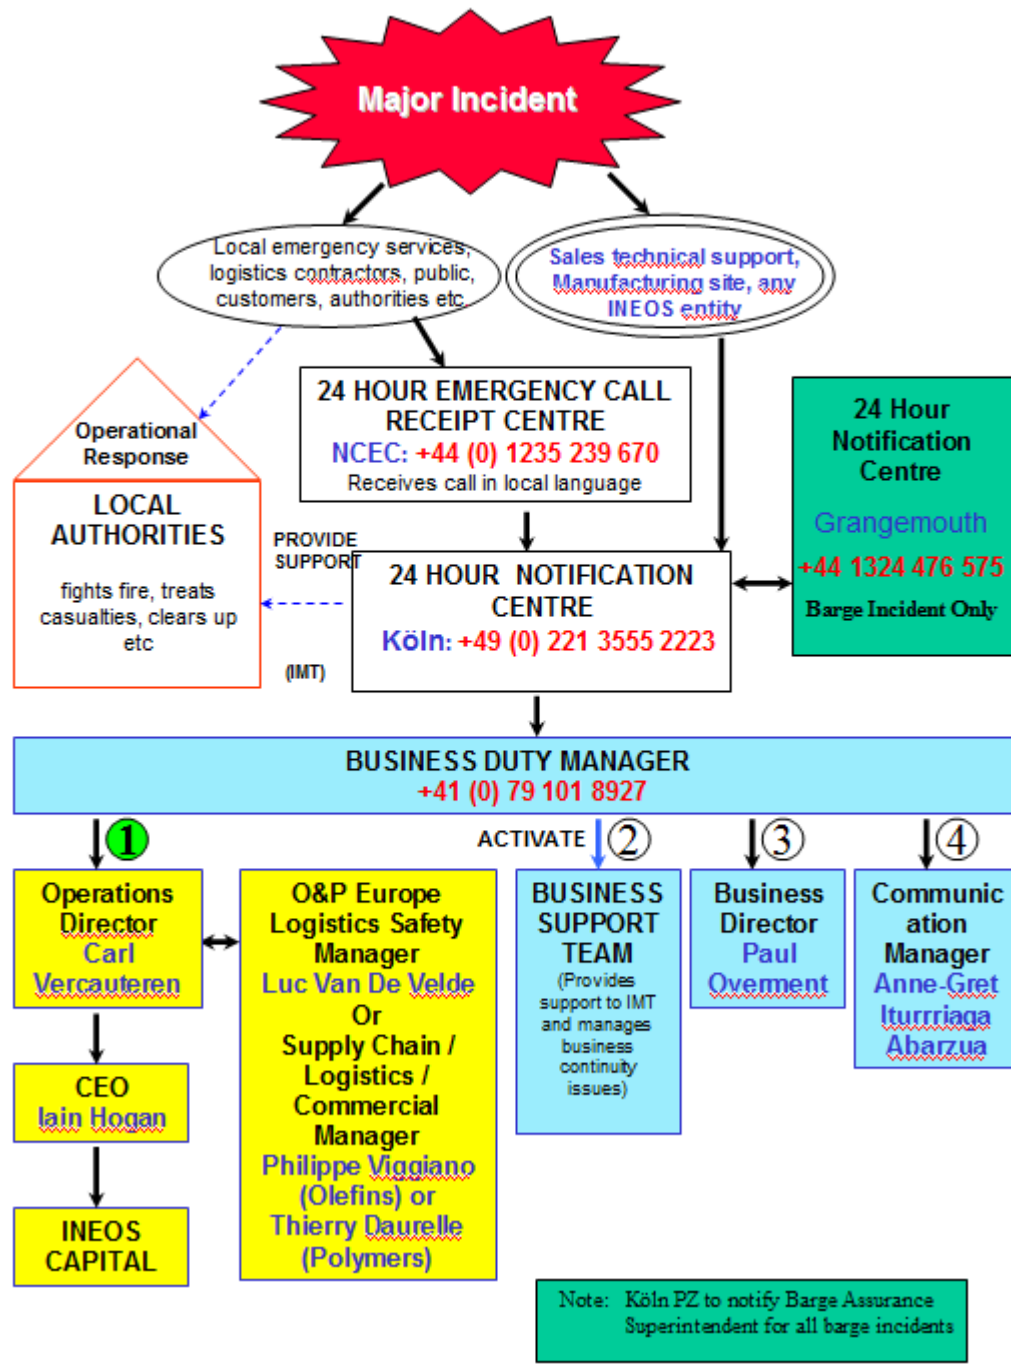 Major Incident
Local emergency services,
logistics contractors, public,
customers, authorities etc
Sales technical support,
Manufacturing site, any
INEOS entity
Operational
Response
LOCAL
AUTHORITIES
fights fire, treats
casualties, clears up
etc
24 HOUR EMERGENCY CALL
RECEIPT CENTRE
NCEC: +44 (0) 1235 239 670
Receives call in local language
24 Hour
Notification
Centre
Grangemouth
+44 1324 476 575
Barge Incident Only
PROVIDE
SUPPORT
(IMT)
24 HOUR NOTIFICATION
CENTRE
Köln: +49 (0) 221 3555 2223
BUSINESS DUTY MANAGER
+41 (0) 79 101 8927
1
ACTIVATE
2
3
4
Operations
Director
Carl
Vercauteren
O&P Europe
Logistics Safety
Manager
Luc Van De Velde
Or
Supply Chain /
Logistics /
Commercial
Manager
Philippe Viggiano
(Olefins) or
Thierry Daurelle
(Polymers)
BUSINESS
SUPPORT
TEAM
(Provides
support to IMT
and manages
business
continuity
issues)
Business
Director
Paul
Overment
Communic
ation
Manager
Anne-Gret
Iturrriaga
Abarzua
CEO
Iain Hogan
INEOS
CAPITAL
Note: Köln PZ to notify Barge Assurance
Superintendent for all barge incidents